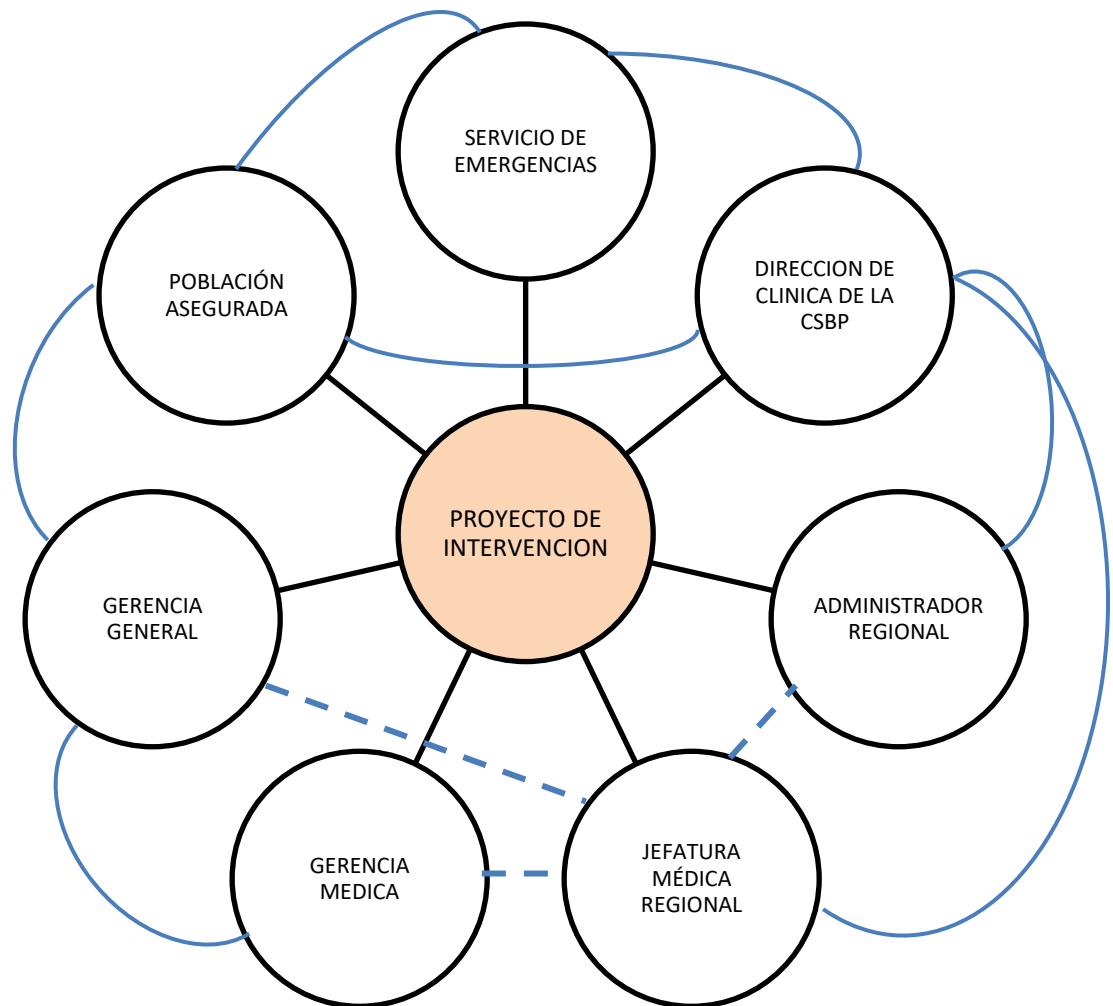 SERVICIO DE
EMERGENCIAS
POBLACIÓN
ASEGURADA
DIRECCION DE
CLINICA DE LA
CSBP
PROYECTO DE
INTERVENCION
GERENCIA
GENERAL
ADMINISTRADOR
REGIONAL
GERENCIA
MEDICA
JEFATURA
MÉDICA
REGIONAL